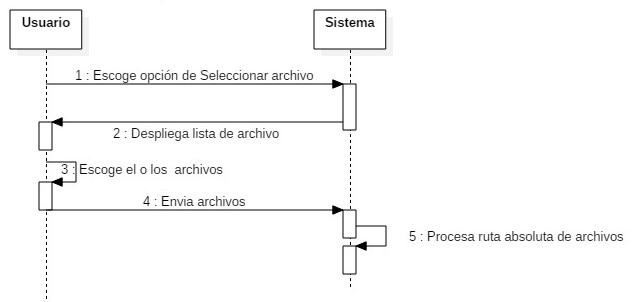 Usuario
Sistema
1 : Escoge opción de Seleccionar archivo
2 : Despliega lista de archivo
3 : Escoge el o los archivos
4 : Envia archivos
5 : Procesa ruta absoluta de archivos